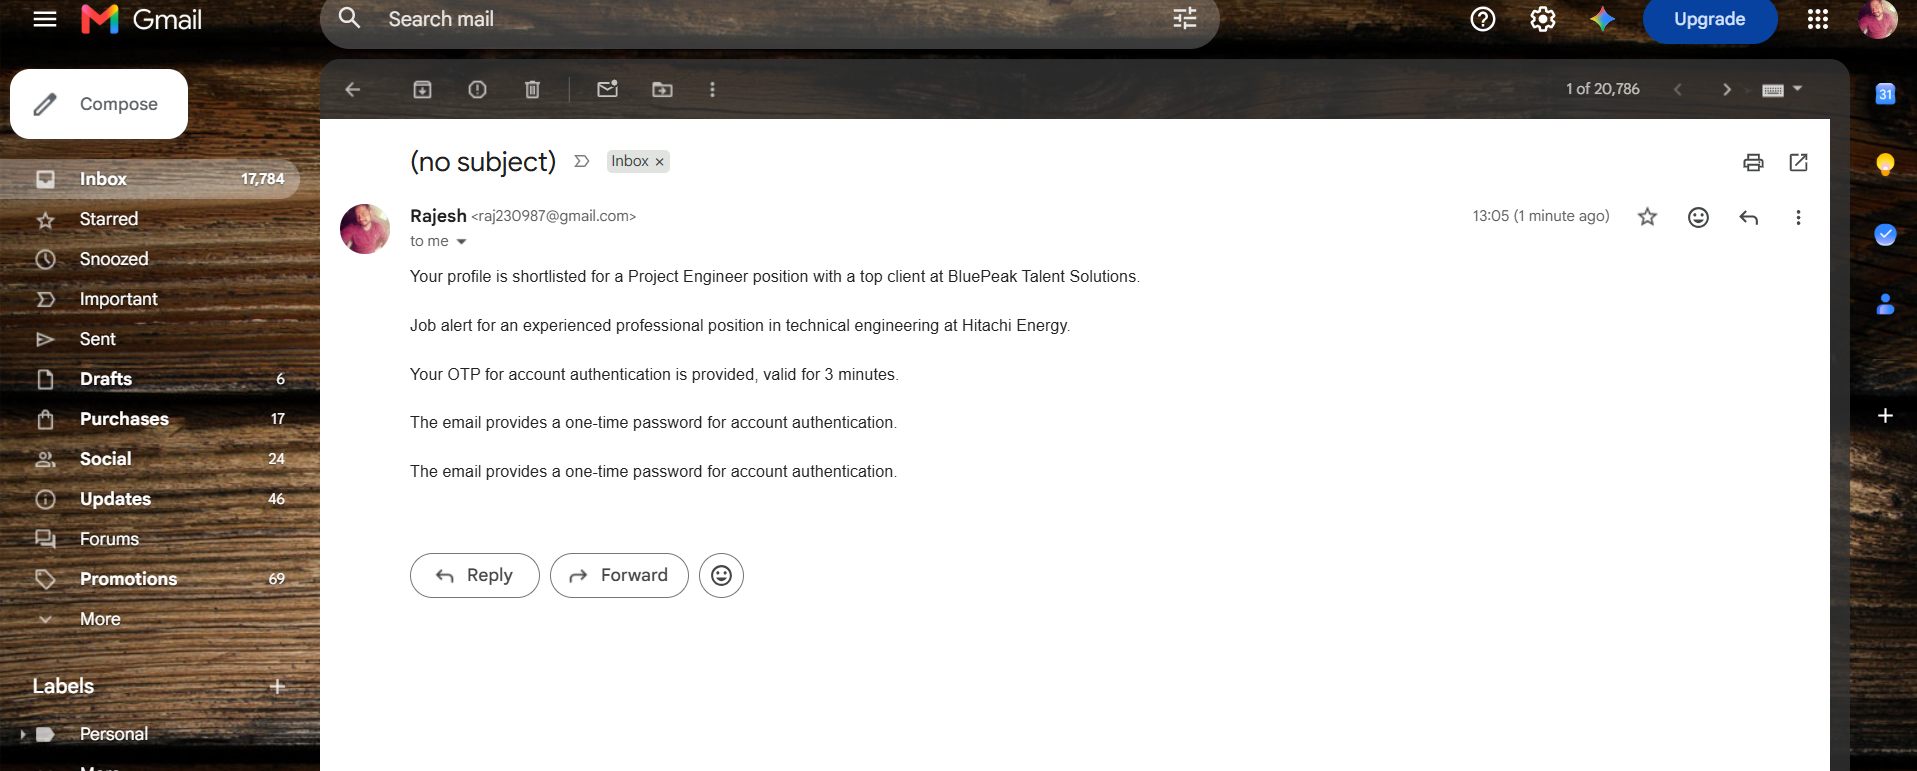 Gmail
Search mail
Upgrade
Compose
1 of 20,786
31
(no subject)
Inbox ×
Inbox 17,784
Starred
Snoozed
Important
Sent
Drafts 6
Purchases 17
Social 24
Updates 46
Forums
Promotions 69
More
Labels
Personal
Rajesh <raj230987@gmail.com>
13:05 (1 minute ago)
to me
Your profile is shortlisted for a Project Engineer position with a top client at BluePeak Talent Solutions.
Job alert for an experienced professional position in technical engineering at Hitachi Energy.
Your OTP for account authentication is provided, valid for 3 minutes.
The email provides a one-time password for account authentication.
The email provides a one-time password for account authentication.
Reply
Forward